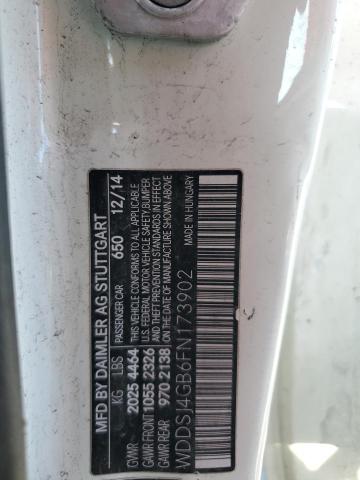 MFD BY DAIMLER AG STUTTGART
PASSENGER CAR 650 12/14
KG LBS
GVWR 2025 4464
GAWR FRONT 1055 2326
GAWR REAR 970 2138
THIS VEHICLE CONFORMS TO ALL APPLICABLE
U.S. FEDERAL MOTOR VEHICLE SAFETY, BUMPER
AND THEFT PREVENTION STANDARDS IN EFFECT
ON THE DATE OF MANUFACTURE SHOWN ABOVE
WDDSJ4GB6FN173902
MADE IN HUNGARY